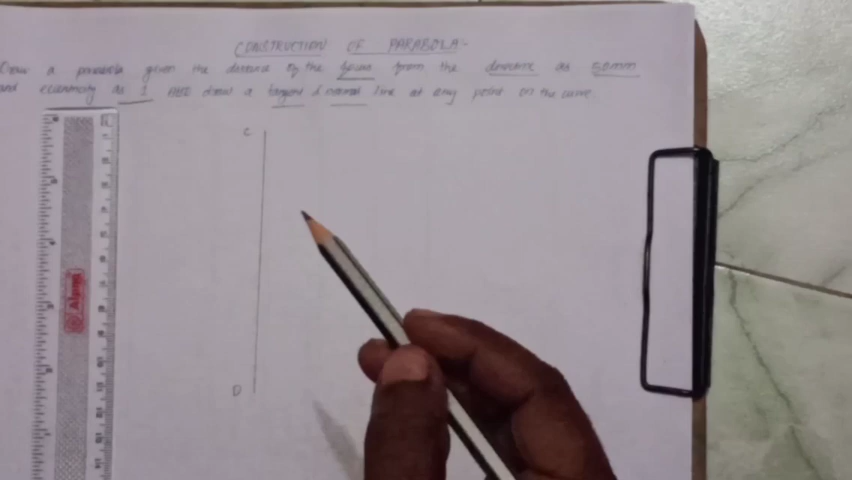 CONSTRUCTION OF PARABOLA:-
Draw a parabola given the distance of the focus from the directrix as 50mm
and eccentricity as 1. Also draw a tangent & normal line at any point on the curve.
C
D